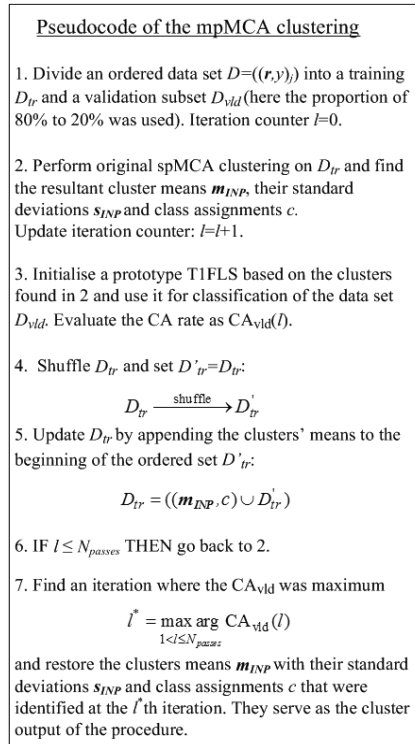 Pseudocode of the mpMCA clustering
1. Divide an ordered data set D=((r,y)j) into a training
Dtr and a validation subset Dvld (here the proportion of
80% to 20% was used). Iteration counter l=0.
2. Perform original spMCA clustering on Dtr and find
the resultant cluster means mINP, their standard
deviations sINP and class assignments c.
Update iteration counter: l=l+1.
3. Initialise a prototype T1FLS based on the clusters
found in 2 and use it for classification of the data set
Dvld. Evaluate the CA rate as CAvld(l).
4. Shuffle Dtr and set D'tr=Dtr:
Dtr —shuffle→ D'tr
5. Update Dtr by appending the clusters' means to the
beginning of the ordered set D'tr:
Dtr = ((mINP, c) ∪ D'tr)
6. IF l ≤ Npasses THEN go back to 2.
7. Find an iteration where the CAvld was maximum
l* = max arg CAvld(l)
1<l≤Npasses
and restore the clusters means mINP with their standard
deviations sINP and class assignments c that were
identified at the l*th iteration. They serve as the cluster
output of the procedure.